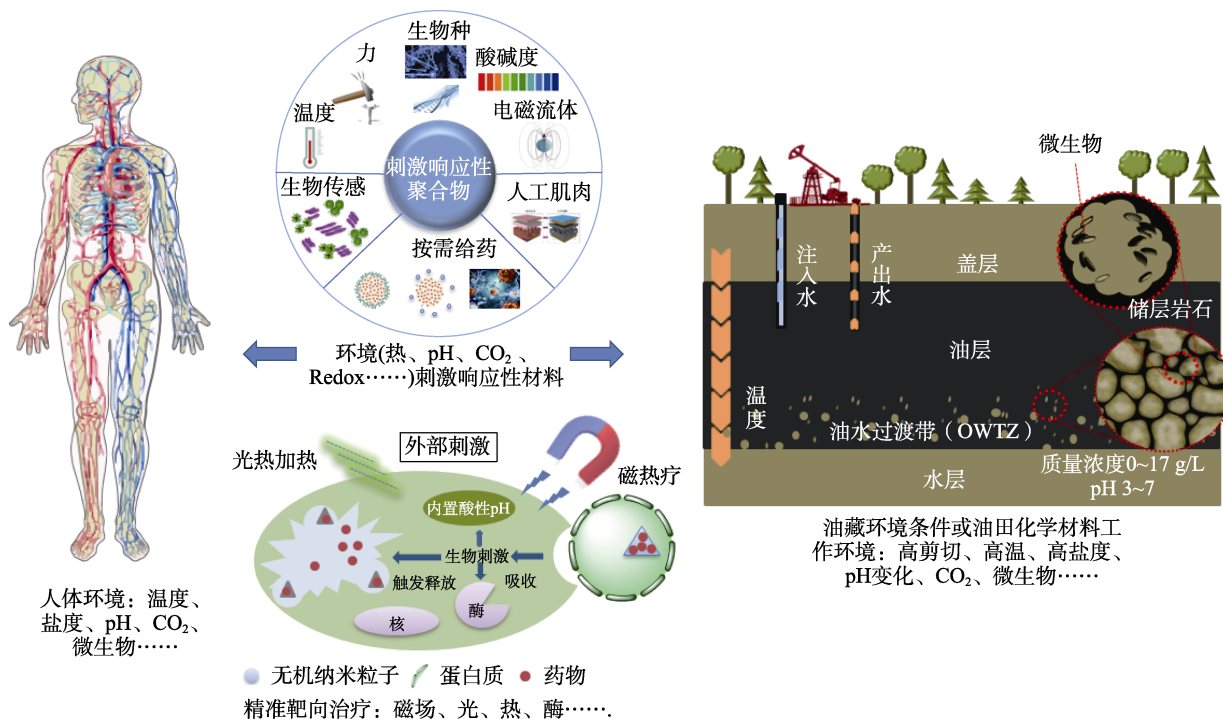 人体环境：温度、
盐度、pH、CO₂、
微生物……
生物种
力
酸碱度
温度
电磁流体
刺激响应性
聚合物
生物传感
人工肌肉
按需给药
环境(热、pH、CO₂、
Redox……)刺激响应性材料
外部刺激
光热加热
磁热疗
内置酸性pH
生物刺激
触发释放
吸收
酶
核
无机纳米粒子
蛋白质
药物
精准靶向治疗：磁场、光、热、酶…….
微生物
注入水
产出水
盖层
储层岩石
油层
温度
油水过渡带（OWTZ）
水层
质量浓度0~17 g/L
pH 3~7
油藏环境条件或油田化学材料工
作环境：高剪切、高温、高盐度、
pH变化、CO₂、微生物……